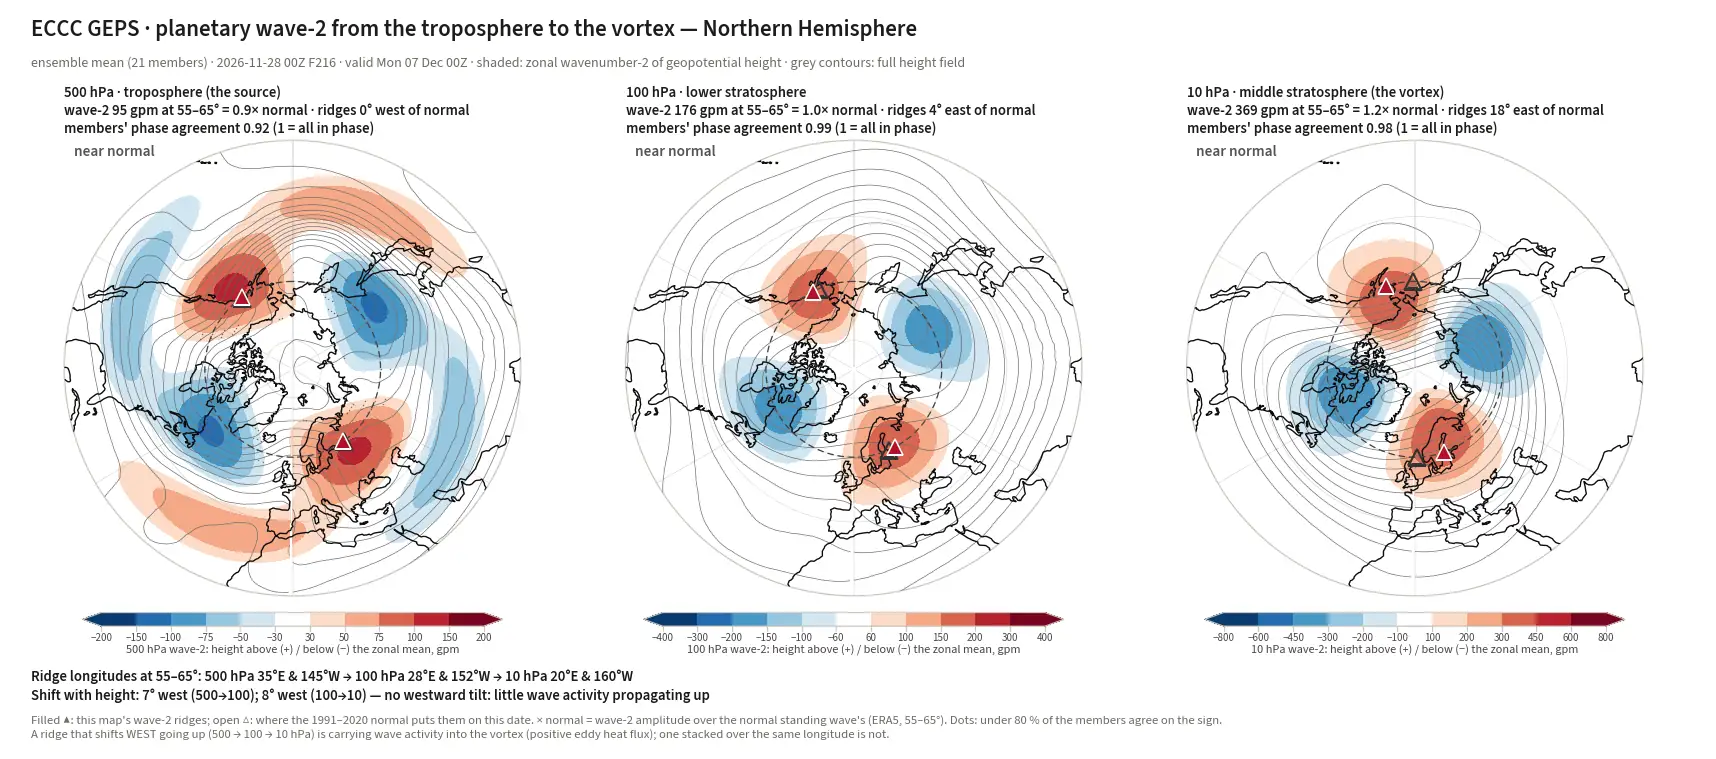 ECCC GEPS · planetary wave-2 from the troposphere to the vortex — Northern Hemisphere
ensemble mean (21 members) · 2026-11-28 00Z F216 · valid Mon 07 Dec 00Z · shaded: zonal wavenumber-2 of geopotential height · grey contours: full height field
500 hPa · troposphere (the source)
wave-2 95 gpm at 55–65° = 0.9× normal · ridges 0° west of normal
members' phase agreement 0.92 (1 = all in phase)
near normal
100 hPa · lower stratosphere
wave-2 176 gpm at 55–65° = 1.0× normal · ridges 4° east of normal
members' phase agreement 0.99 (1 = all in phase)
near normal
10 hPa · middle stratosphere (the vortex)
wave-2 369 gpm at 55–65° = 1.2× normal · ridges 18° east of normal
members' phase agreement 0.98 (1 = all in phase)
near normal
−200 −150 −100 −75 −50 −30 30 50 75 100 150 200
500 hPa wave-2: height above (+) / below (−) the zonal mean, gpm
−400 −300 −200 −150 −100 −60 60 100 150 200 300 400
100 hPa wave-2: height above (+) / below (−) the zonal mean, gpm
−800 −600 −450 −300 −200 −100 100 200 300 450 600 800
10 hPa wave-2: height above (+) / below (−) the zonal mean, gpm
Ridge longitudes at 55–65°: 500 hPa 35°E & 145°W → 100 hPa 28°E & 152°W → 10 hPa 20°E & 160°W
Shift with height: 7° west (500→100); 8° west (100→10) — no westward tilt: little wave activity propagating up
Filled ▲: this map's wave-2 ridges; open △: where the 1991–2020 normal puts them on this date. × normal = wave-2 amplitude over the normal standing wave's (ERA5, 55–65°). Dots: under 80 % of the members agree on the sign.
A ridge that shifts WEST going up (500 → 100 → 10 hPa) is carrying wave activity into the vortex (positive eddy heat flux); one stacked over the same longitude is not.